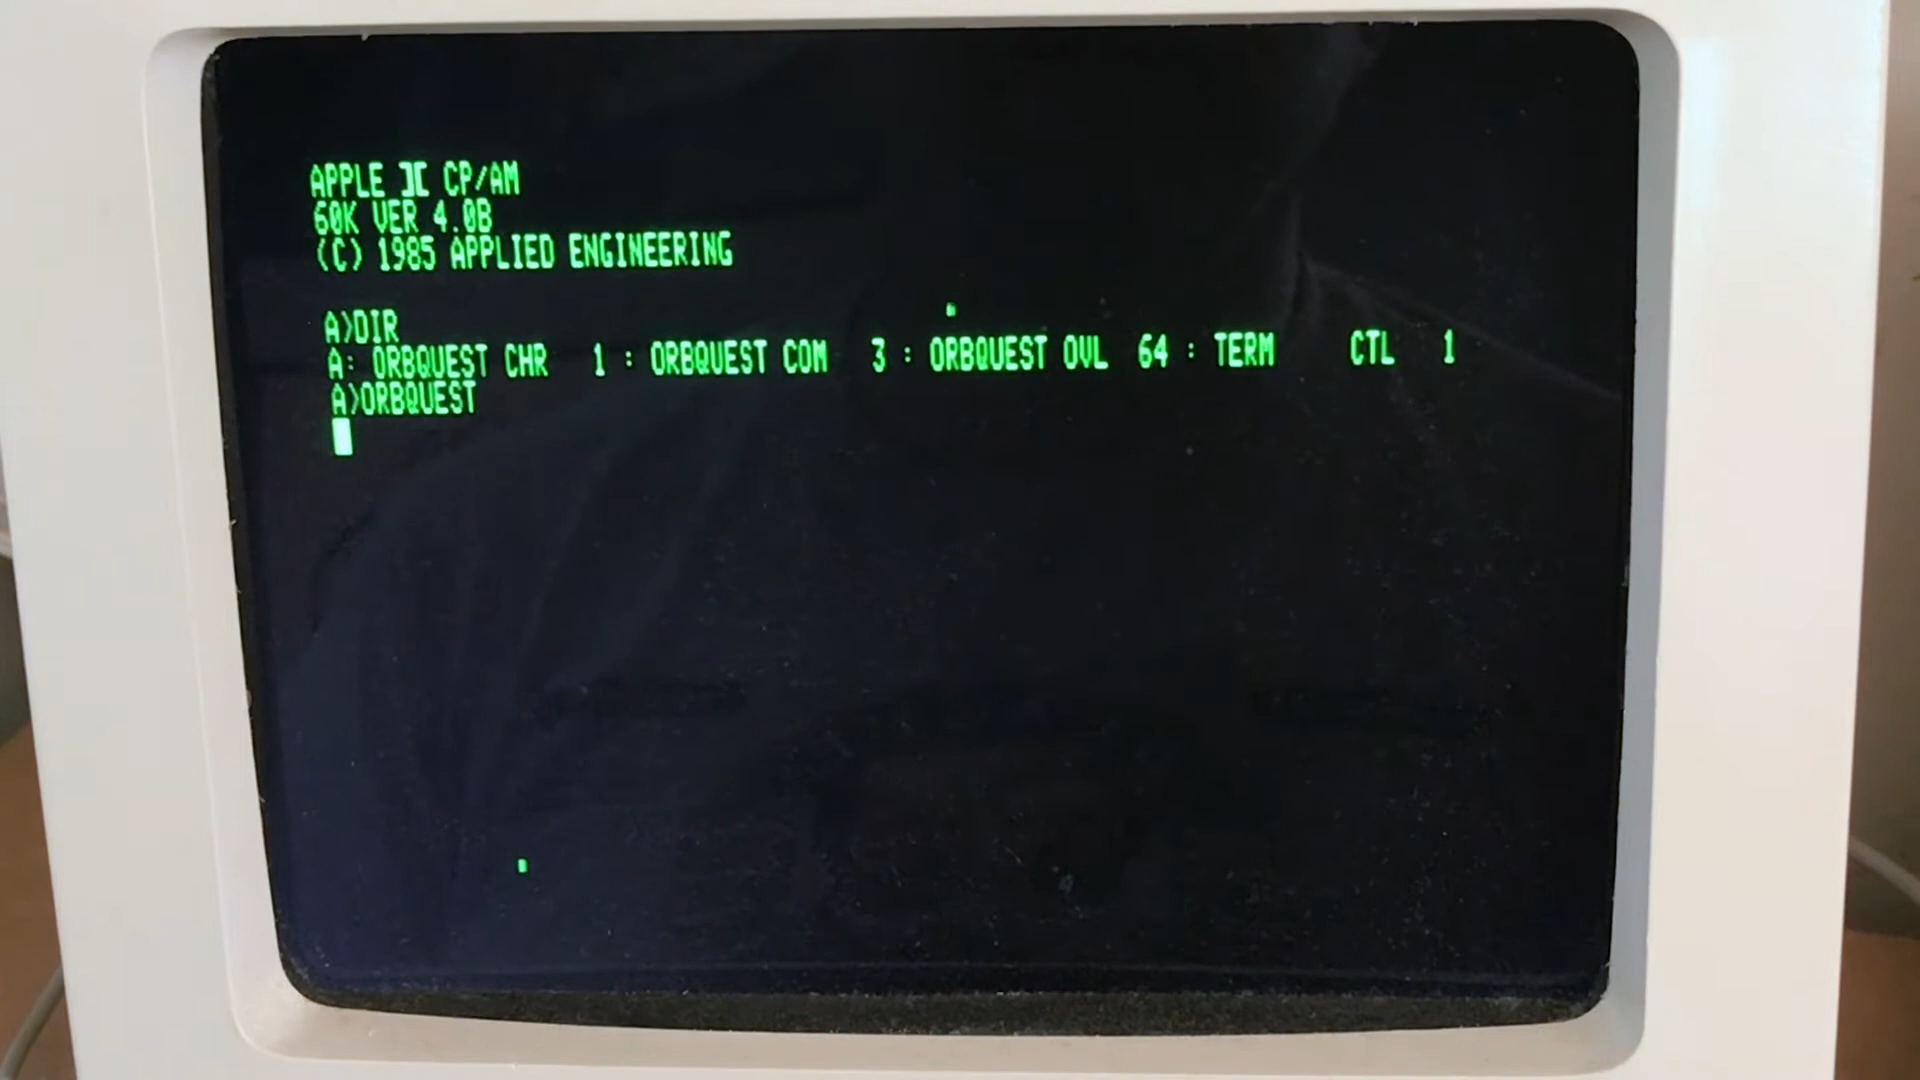 APPLE ][ CP/AM
60K VER 4.0B
(C) 1985 APPLIED ENGINEERING
A>DIR
A: ORBQUEST CHR 1 : ORBQUEST COM 3 : ORBQUEST OVL 64 : TERM CTL 1
A>ORBQUEST